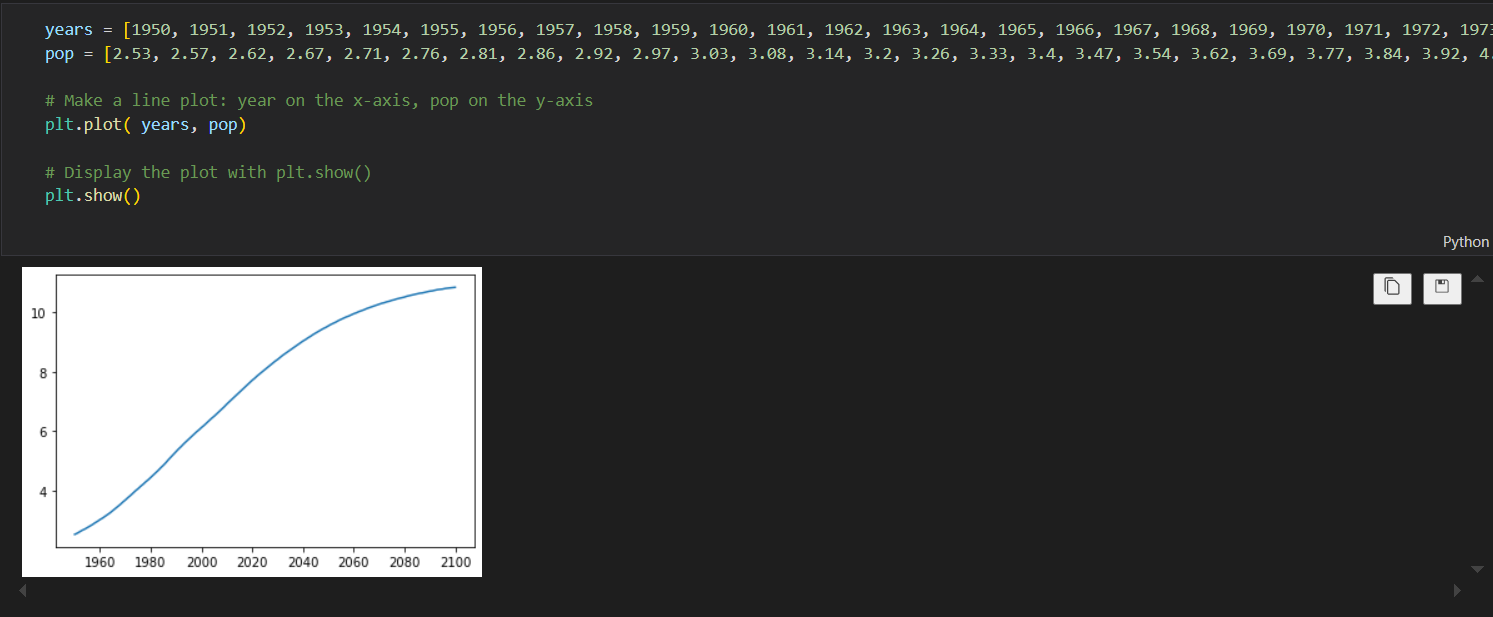 years = [1950, 1951, 1952, 1953, 1954, 1955, 1956, 1957, 1958, 1959, 1960, 1961, 1962, 1963, 1964, 1965, 1966, 1967, 1968, 1969, 1970, 1971, 1972, 1973
pop = [2.53, 2.57, 2.62, 2.67, 2.71, 2.76, 2.81, 2.86, 2.92, 2.97, 3.03, 3.08, 3.14, 3.2, 3.26, 3.33, 3.4, 3.47, 3.54, 3.62, 3.69, 3.77, 3.84, 3.92, 4.
# Make a line plot: year on the x-axis, pop on the y-axis
plt.plot( years, pop)
# Display the plot with plt.show()
plt.show()
Python
10
8
6
4
1960 1980 2000 2020 2040 2060 2080 2100